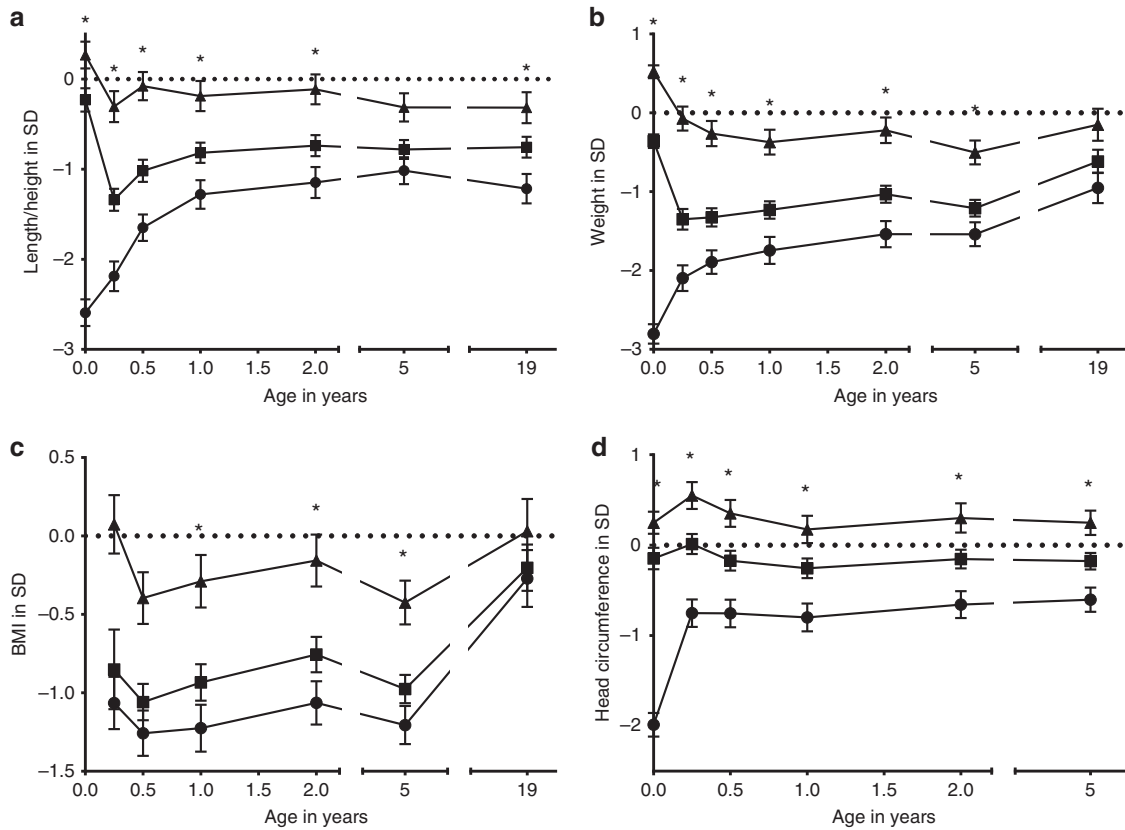 a
* * * * * *
0
–1
–2
–3
Length/height in SD
0.0 0.5 1.0 1.5 2.0 5 19
Age in years
b
* * * * * *
1
0
–1
–2
–3
Weight in SD
0.0 0.5 1.0 1.5 2.0 5 19
Age in years
c
* * *
0.5
0.0
–0.5
–1.0
–1.5
BMI in SD
0.0 0.5 1.0 1.5 2.0 5 19
Age in years
d
* * * * * *
1
0
–1
–2
Head circumference in SD
0.0 0.5 1.0 1.5 2.0 5
Age in years